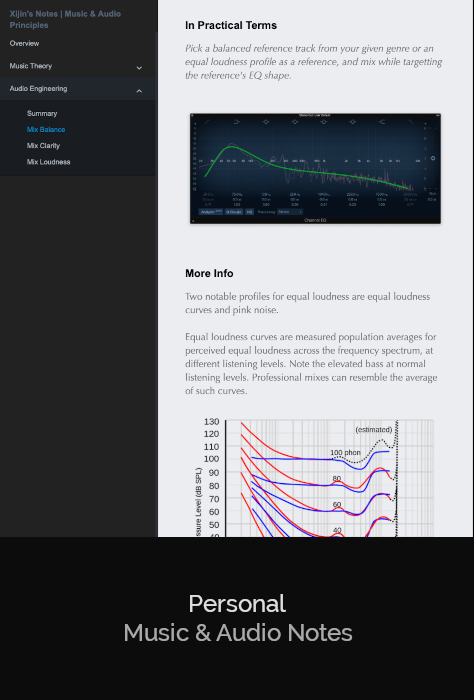 Xijin's Notes | Music & Audio
Principles
Overview
Music Theory
Audio Engineering
Summary
Mix Balance
Mix Clarity
Mix Loudness
In Practical Terms
Pick a balanced reference track from your given genre or an
equal loudness profile as a reference, and mix while targetting
the reference's EQ shape.
Channel EQ
More Info
Two notable profiles for equal loudness are equal loudness
curves and pink noise.
Equal loudness curves are measured population averages for
perceived equal loudness across the frequency spectrum, at
different listening levels. Note the elevated bass at normal
listening levels. Professional mixes can resemble the average
of such curves.
130
120
110
100
90
80
70
60
50
40
(estimated)
100 phon
80
60
40
ssure Level (dB SPL)
Personal
Music & Audio Notes